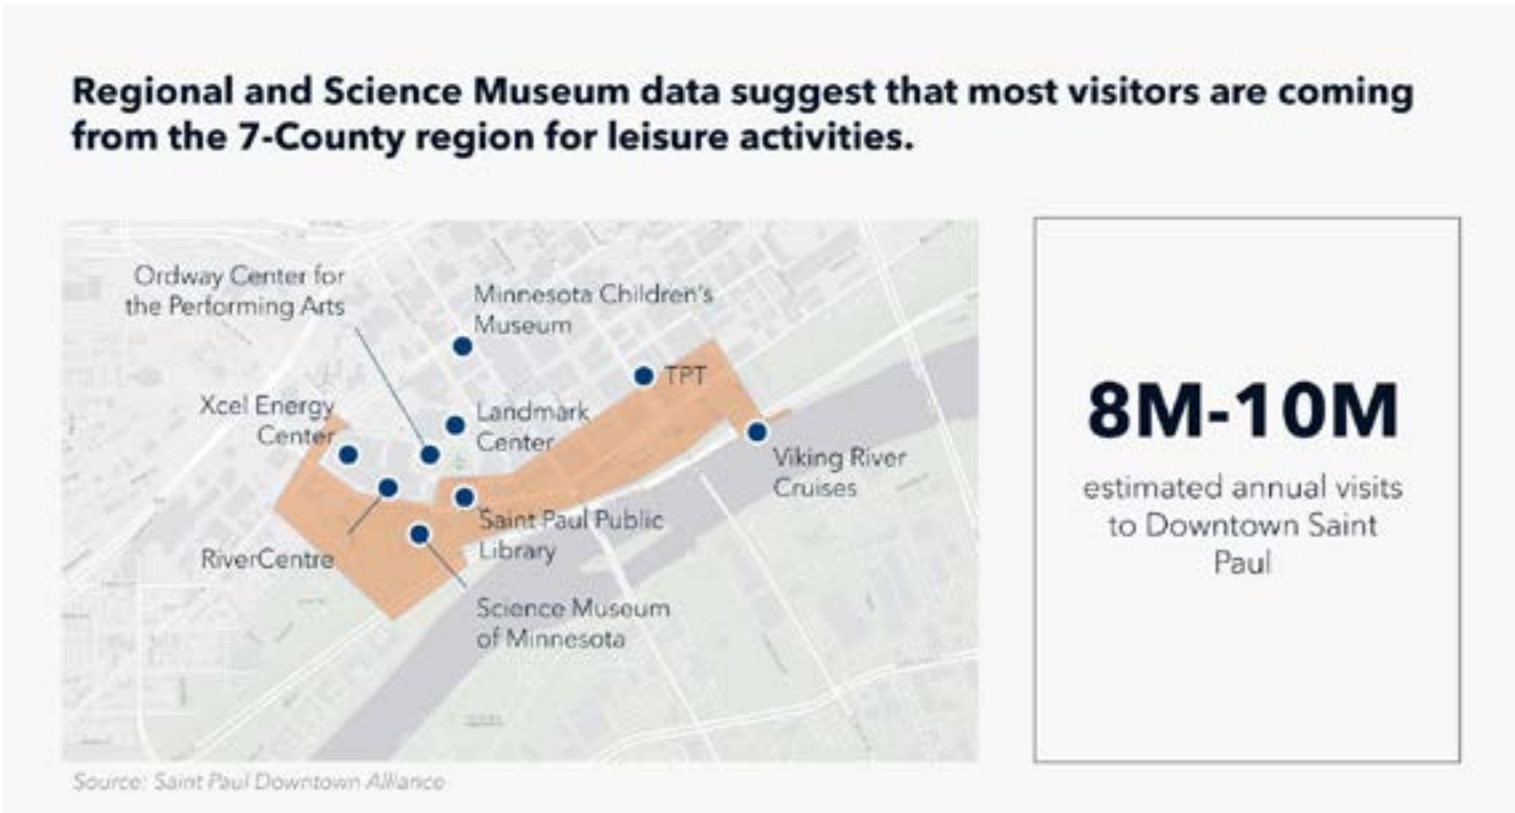 Regional and Science Museum data suggest that most visitors are coming
from the 7-County region for leisure activities.
Ordway Center for
the Performing Arts
Minnesota Children's
Museum
TPT
Xcel Energy
Center
Landmark
Center
Viking River
Cruises
Saint Paul Public
Library
RiverCentre
Science Museum
of Minnesota
8M-10M
estimated annual visits
to Downtown Saint
Paul
Source: Saint Paul Downtown Alliance